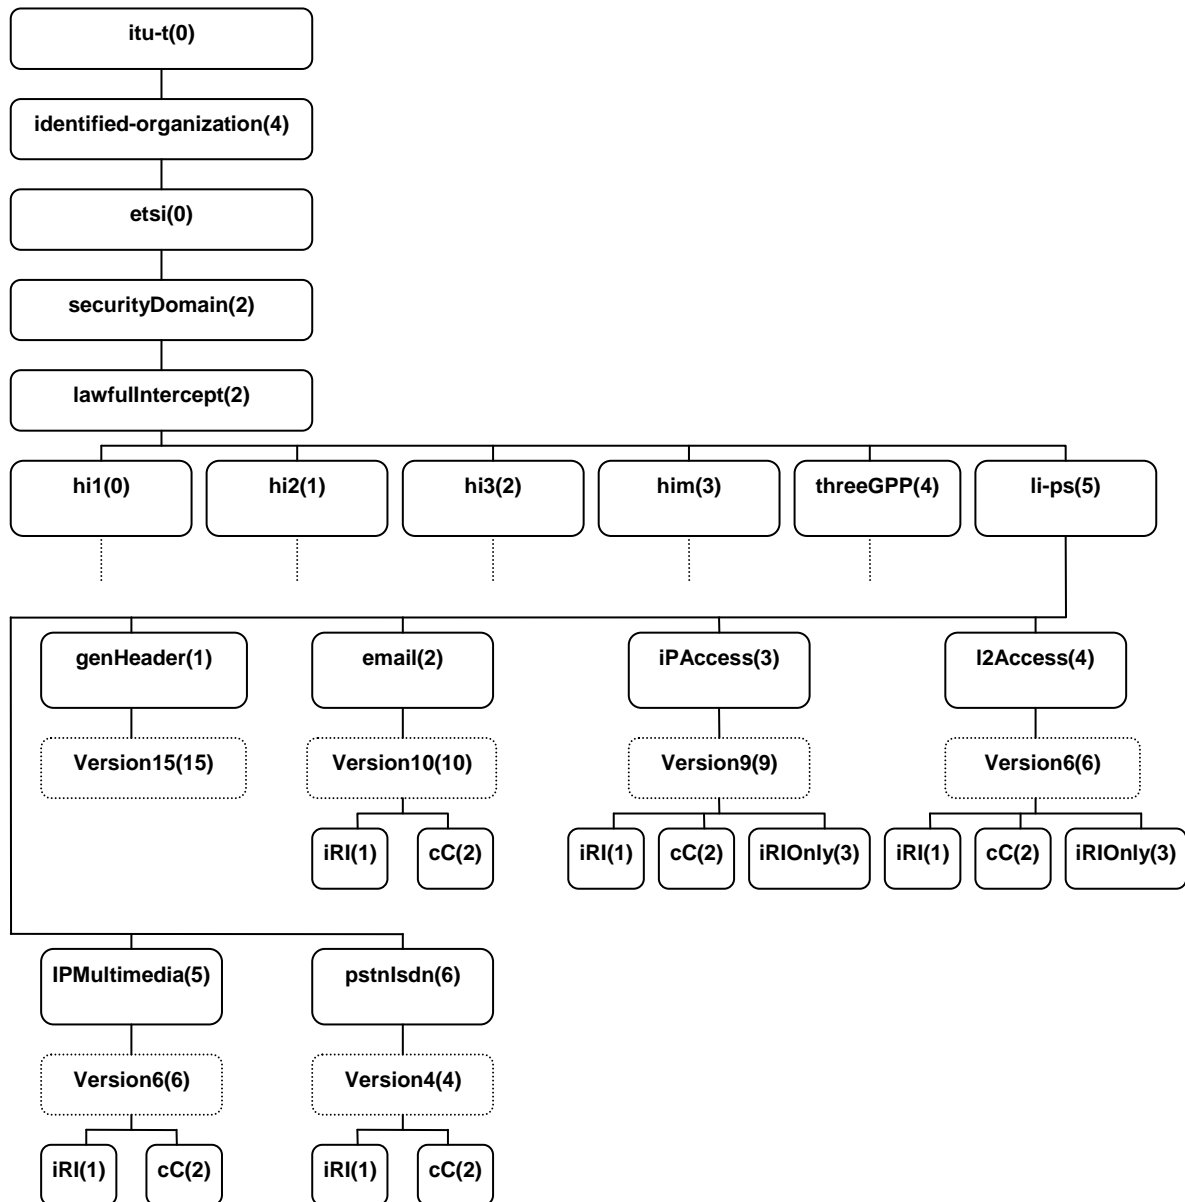 itu-t(0)
identified-organization(4)
etsi(0)
securityDomain(2)
lawfulIntercept(2)
hi1(0) hi2(1) hi3(2) him(3) threeGPP(4) li-ps(5)
genHeader(1) email(2) iPAccess(3) l2Access(4)
Version15(15) Version10(10) Version9(9) Version6(6)
iRI(1) cC(2) iRI(1) cC(2) iRIOnly(3) iRI(1) cC(2) iRIOnly(3)
IPMultimedia(5) pstnIsdn(6)
Version6(6) Version4(4)
iRI(1) cC(2) iRI(1) cC(2)